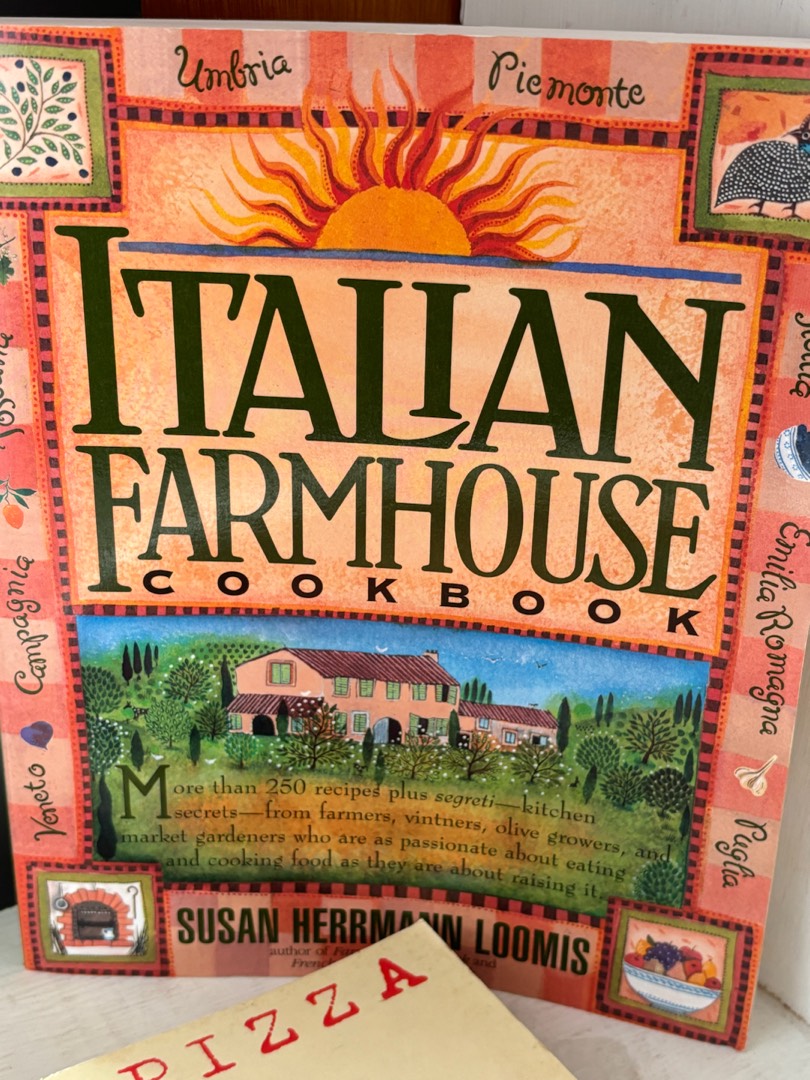 Umbria
Piemonte
ITALIAN
FARMHOUSE
COOKBOOK
Toscana
Campagnia
Veneto
Emilia Romagna
Puglia
More than 250 recipes plus segreti—kitchen
secrets—from farmers, vintners, olive growers, and
market gardeners who are as passionate about eating
and cooking food as they are about raising it.
SUSAN HERRMANN LOOMIS
author of
and
PIZZA